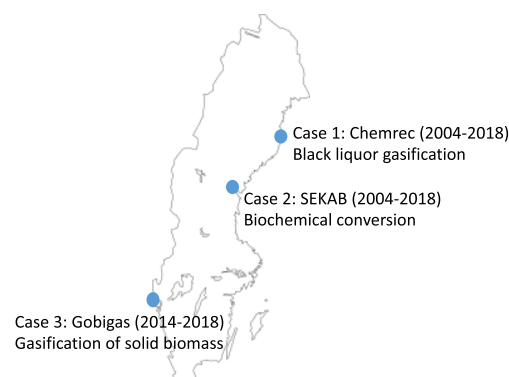 Case 1: Chemrec (2004-2018)
Black liquor gasification
Case 2: SEKAB (2004-2018)
Biochemical conversion
Case 3: Gobigas (2014-2018)
Gasification of solid biomass